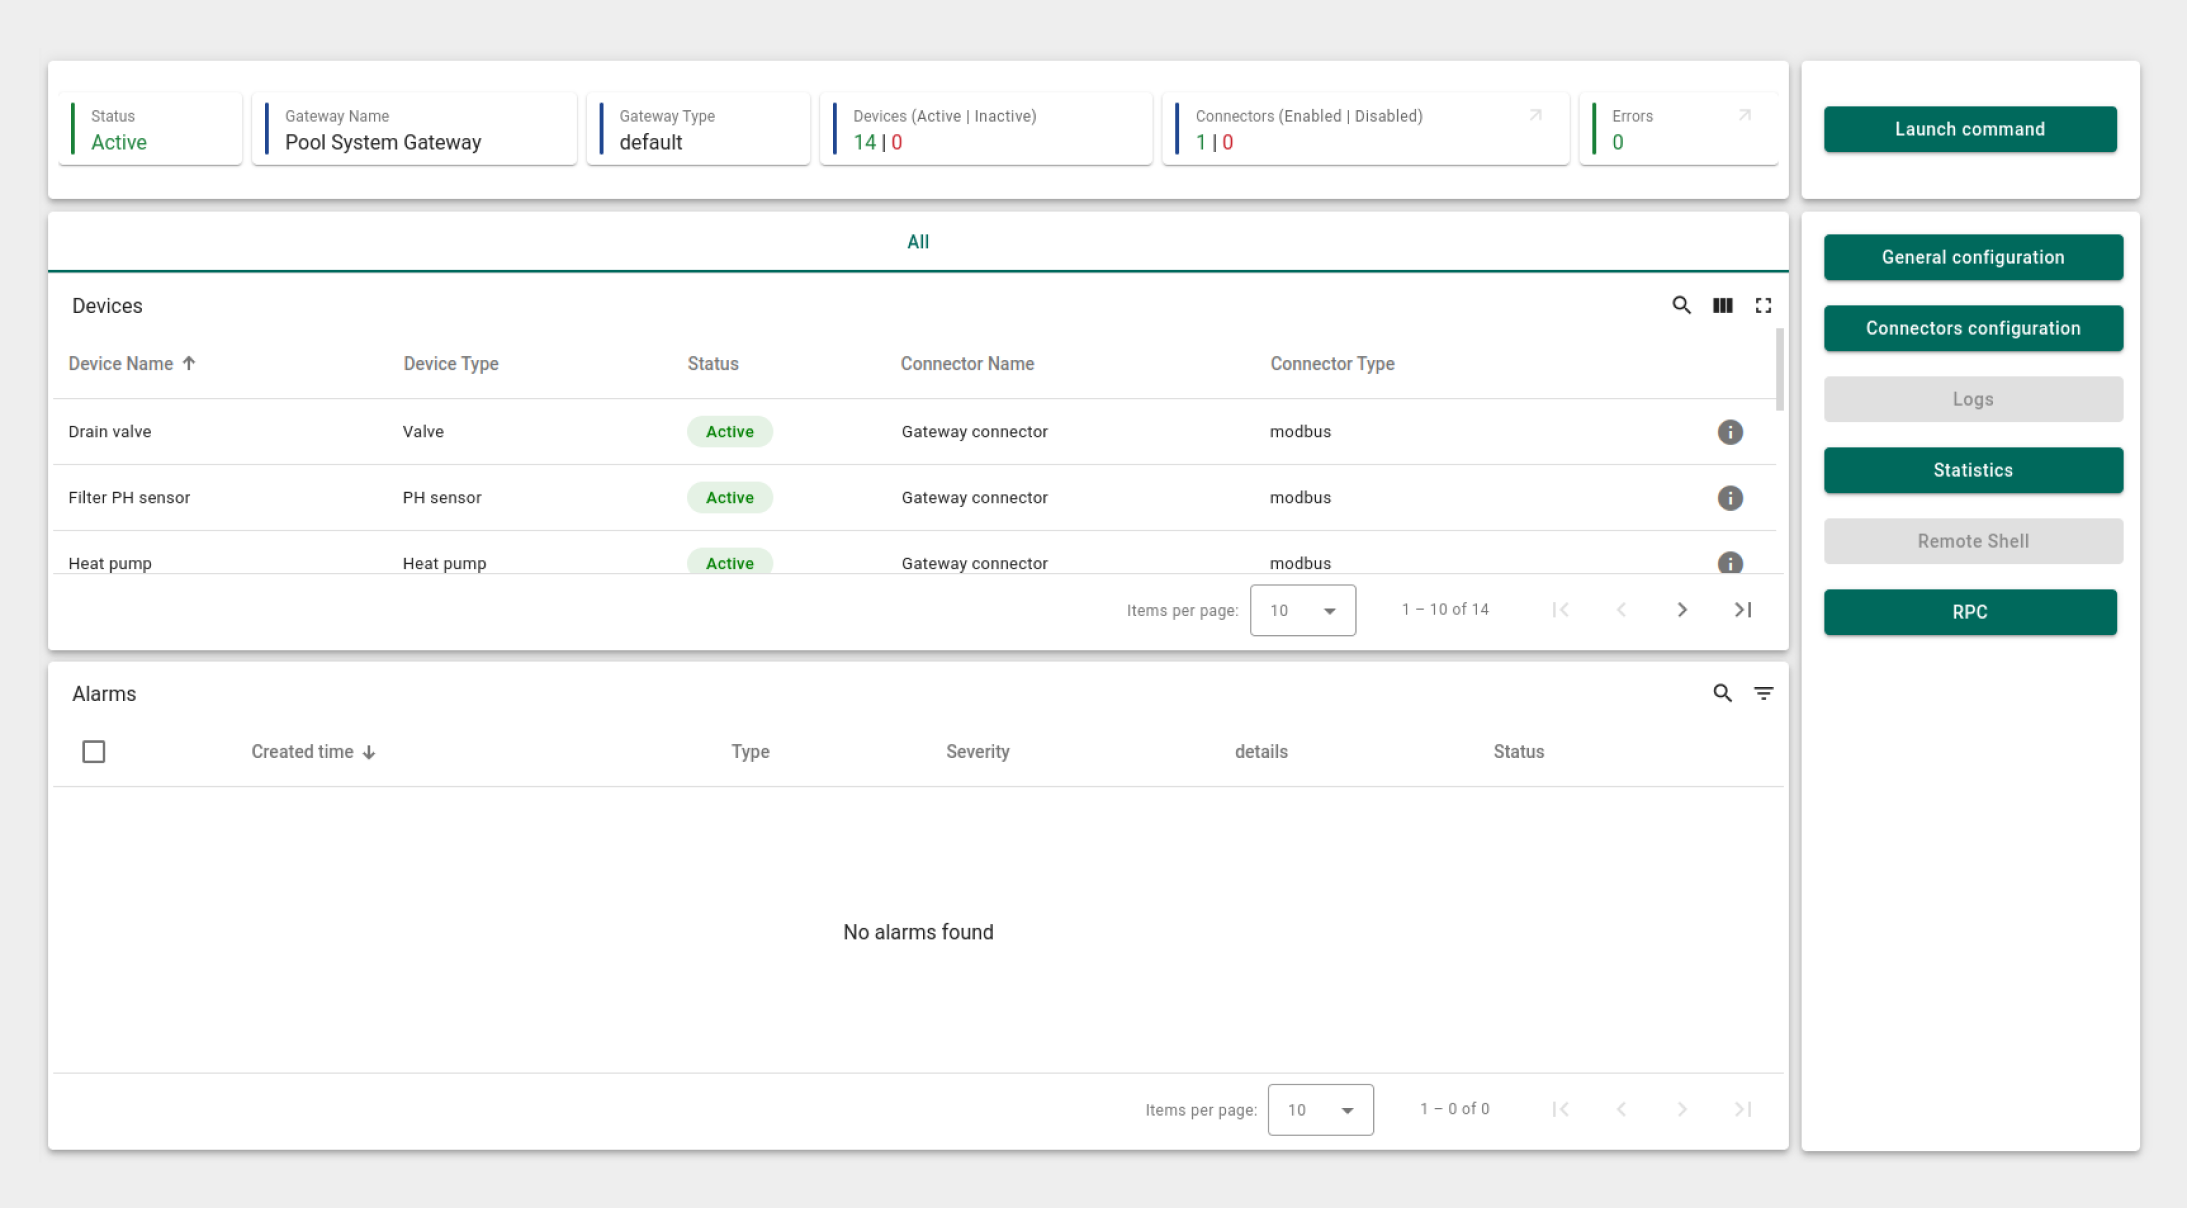 Status
Active
Gateway Name
Pool System Gateway
Gateway Type
default
Devices (Active | Inactive)
14 | 0
Connectors (Enabled | Disabled)
1 | 0
Errors
0
Launch command
All
Devices
Device Name Device Type Status Connector Name Connector Type
Drain valve Valve Active Gateway connector modbus
Filter PH sensor PH sensor Active Gateway connector modbus
Heat pump Heat pump Active Gateway connector modbus
Items per page: 10 1 – 10 of 14
General configuration
Connectors configuration
Logs
Statistics
Remote Shell
RPC
Alarms
Created time Type Severity details Status
No alarms found
Items per page: 10 1 – 0 of 0